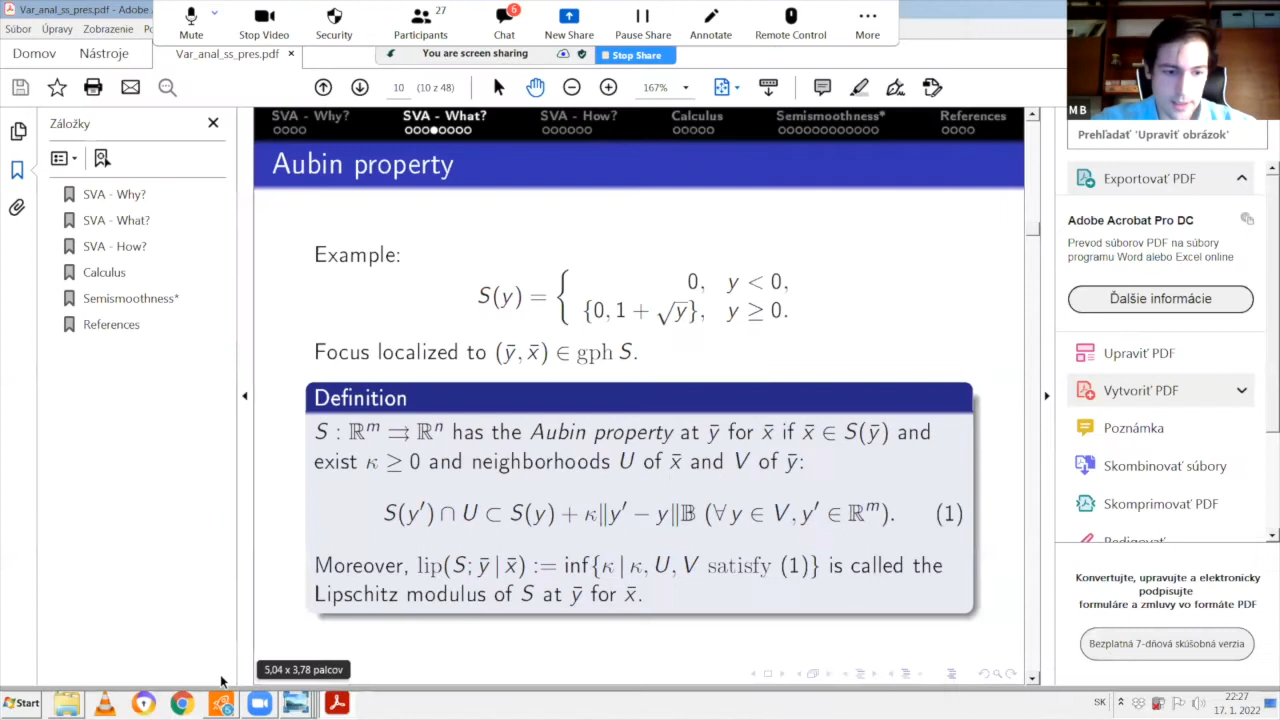 Var_anal_ss_pres.pdf - Adobe
Súbor Úpravy Zobrazenie
Mute Stop Video Security Participants 27 Chat 6 New Share Pause Share Annotate Remote Control More
Domov Nástroje Var_anal_ss_pres.pdf ×
You are screen sharing Stop Share
10 (10 z 48) 167%
MB
Prehľadať 'Upraviť obrázok'
Záložky
SVA - Why?
SVA - What?
SVA - How?
Calculus
Semismoothness*
References
SVA - Why? SVA - What? SVA - How? Calculus Semismoothness* References
Aubin property
Example:
S(y) = { 0, y < 0,
{0, 1 + √y}, y ≥ 0.
Focus localized to (ȳ, x̄) ∈ gph S.
Definition
S : ℝᵐ ⇉ ℝⁿ has the Aubin property at ȳ for x̄ if x̄ ∈ S(ȳ) and
exist κ ≥ 0 and neighborhoods U of x̄ and V of ȳ:
S(y′) ∩ U ⊂ S(y) + κ‖y′ − y‖𝔹 (∀y ∈ V, y′ ∈ ℝᵐ). (1)
Moreover, lip(S; ȳ | x̄) := inf{κ | κ, U, V satisfy (1)} is called the
Lipschitz modulus of S at ȳ for x̄.
5,04 x 3,78 palcov
Exportovať PDF
Adobe Acrobat Pro DC
Prevod súborov PDF na súbory
programu Word alebo Excel online
Ďalšie informácie
Upraviť PDF
Vytvoriť PDF
Poznámka
Skombinovať súbory
Skomprimovať PDF
Redigovať
Konvertujte, upravujte a elektronicky
podpisujte
formuláre a zmluvy vo formáte PDF
Bezplatná 7-dňová skúšobná verzia
Start
SK
22:27
17. 1. 2022